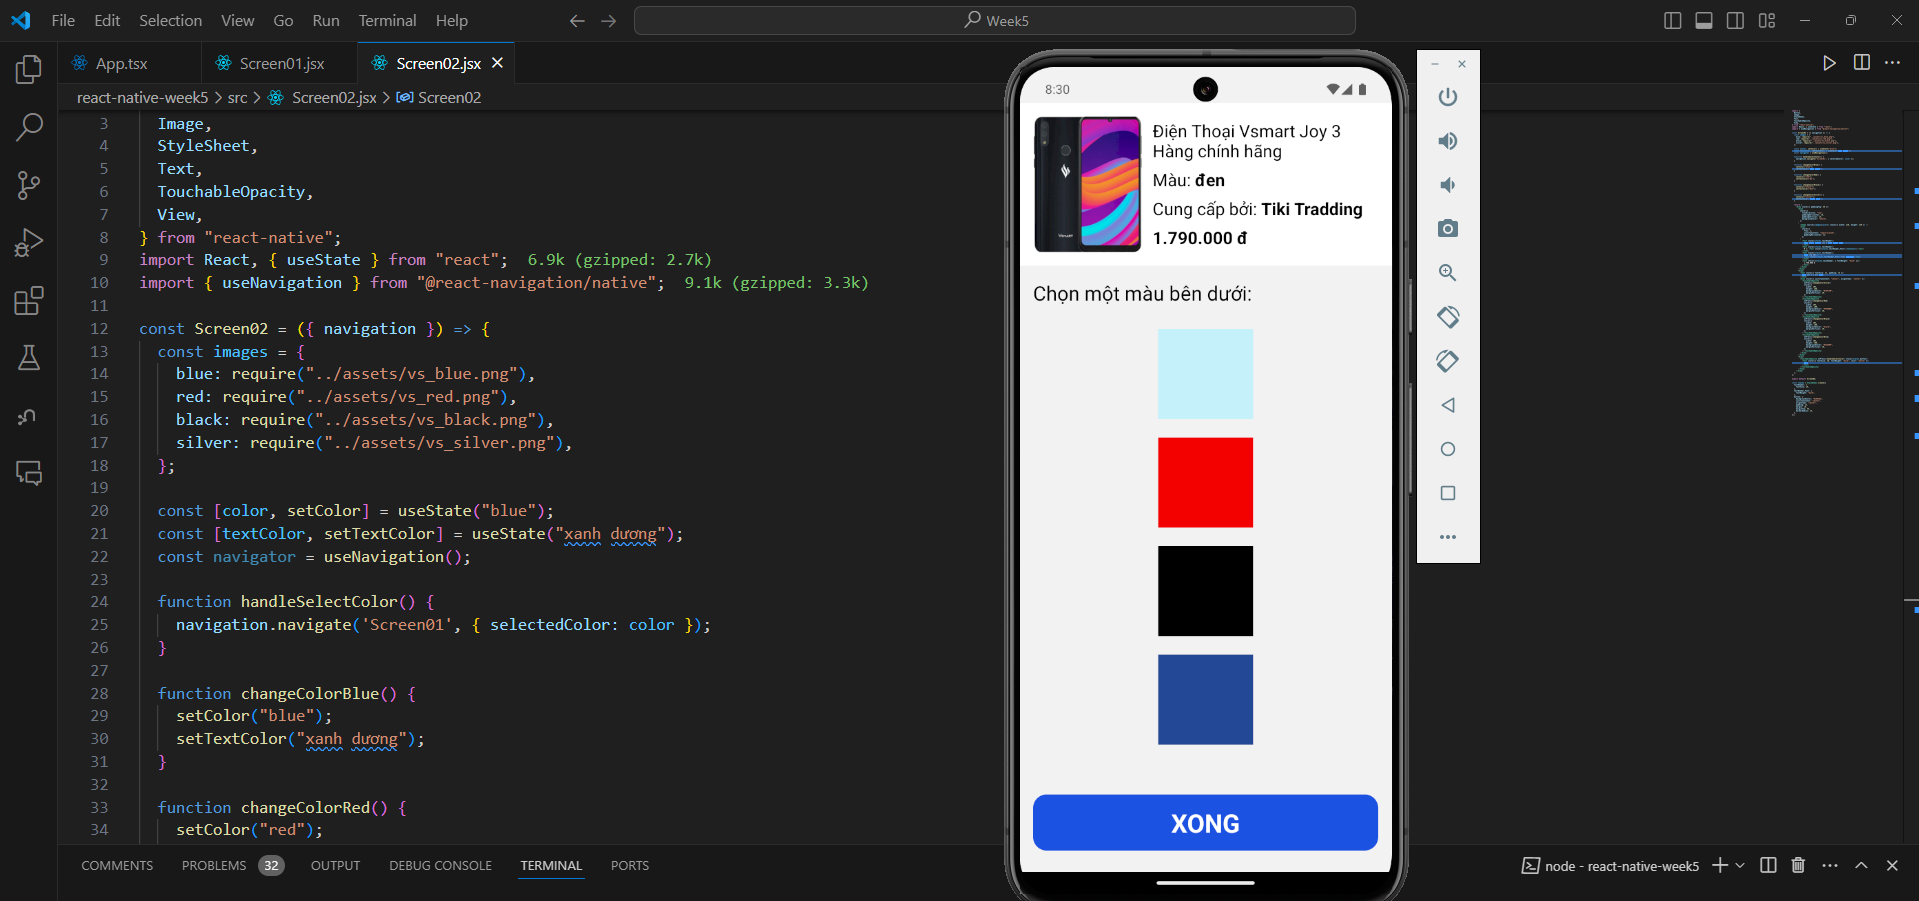 File Edit Selection View Go Run Terminal Help
Week5
App.tsx
Screen01.jsx
Screen02.jsx
react-native-week5 > src > Screen02.jsx > Screen02
3 Image,
4 StyleSheet,
5 Text,
6 TouchableOpacity,
7 View,
8 } from "react-native";
9 import React, { useState } from "react"; 6.9k (gzipped: 2.7k)
10 import { useNavigation } from "@react-navigation/native"; 9.1k (gzipped: 3.3k)
11
12 const Screen02 = ({ navigation }) => {
13 const images = {
14 blue: require("../assets/vs_blue.png"),
15 red: require("../assets/vs_red.png"),
16 black: require("../assets/vs_black.png"),
17 silver: require("../assets/vs_silver.png"),
18 };
19
20 const [color, setColor] = useState("blue");
21 const [textColor, setTextColor] = useState("xanh dương");
22 const navigator = useNavigation();
23
24 function handleSelectColor() {
25 navigation.navigate('Screen01', { selectedColor: color });
26 }
27
28 function changeColorBlue() {
29 setColor("blue");
30 setTextColor("xanh dương");
31 }
32
33 function changeColorRed() {
34 setColor("red");
8:30
Điện Thoại Vsmart Joy 3
Hàng chính hãng
Màu: đen
Cung cấp bởi: Tiki Tradding
1.790.000 đ
Chọn một màu bên dưới:
XONG
COMMENTS PROBLEMS 32 OUTPUT DEBUG CONSOLE TERMINAL PORTS
node - react-native-week5